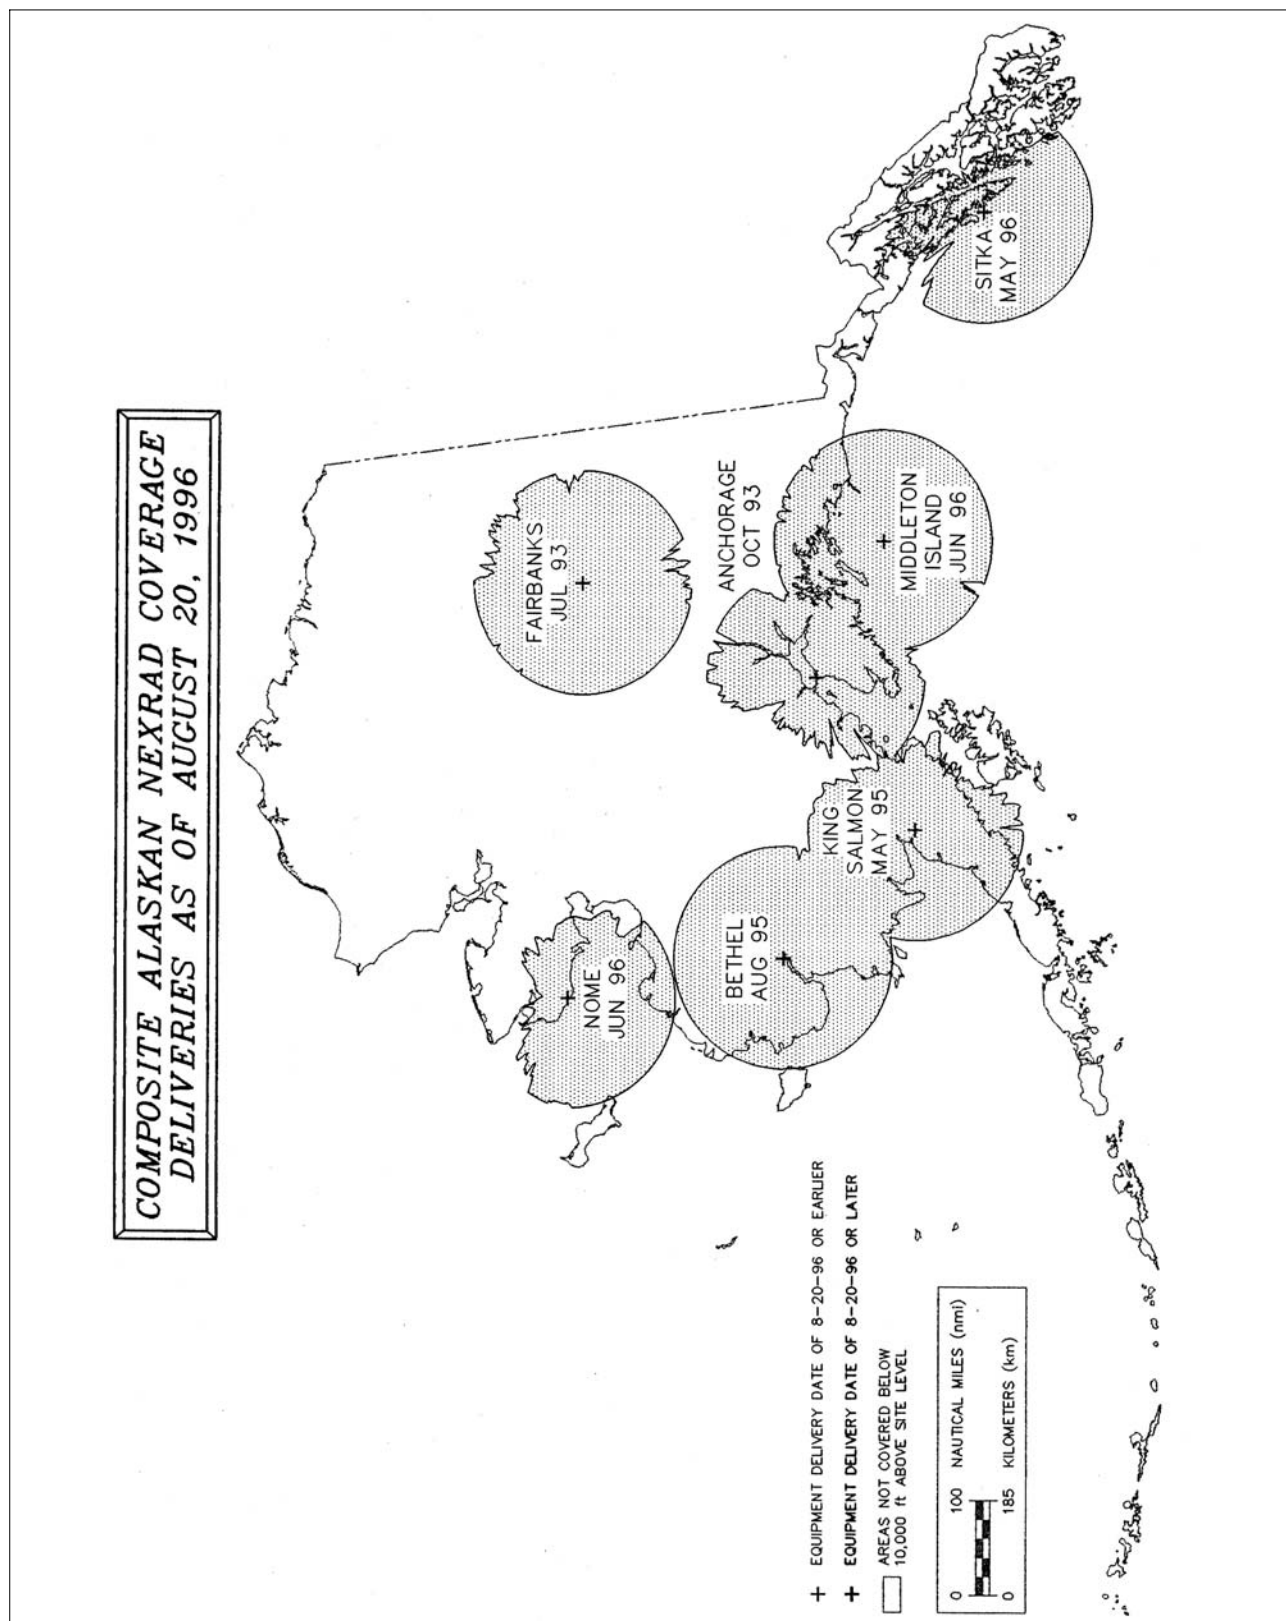 COMPOSITE ALASKAN NEXRAD COVERAGE
DELIVERIES AS OF AUGUST 20, 1996
NOME
JUN 96
BETHEL
AUG 95
KING
SALMON
MAY 95
FAIRBANKS
JUL 93
ANCHORAGE
OCT 93
MIDDLETON
ISLAND
JUN 96
SITKA
MAY 96
EQUIPMENT DELIVERY DATE OF 8-20-96 OR EARLIER
EQUIPMENT DELIVERY DATE OF 8-20-96 OR LATER
AREAS NOT COVERED BELOW
10,000 ft ABOVE SITE LEVEL
0 100 NAUTICAL MILES (nmi)
0 185 KILOMETERS (km)